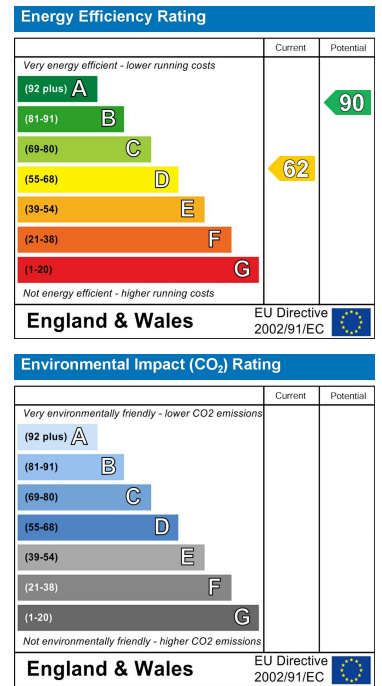 Energy Efficiency Rating
Current Potential
Very energy efficient - lower running costs
(92 plus) A
(81-91) B
(69-80) C
(55-68) D
(39-54) E
(21-38) F
(1-20) G
62
90
Not energy efficient - higher running costs
England & Wales
EU Directive
2002/91/EC
Environmental Impact (CO₂) Rating
Current Potential
Very environmentally friendly - lower CO2 emissions
(92 plus) A
(81-91) B
(69-80) C
(55-68) D
(39-54) E
(21-38) F
(1-20) G
Not environmentally friendly - higher CO2 emissions
England & Wales
EU Directive
2002/91/EC